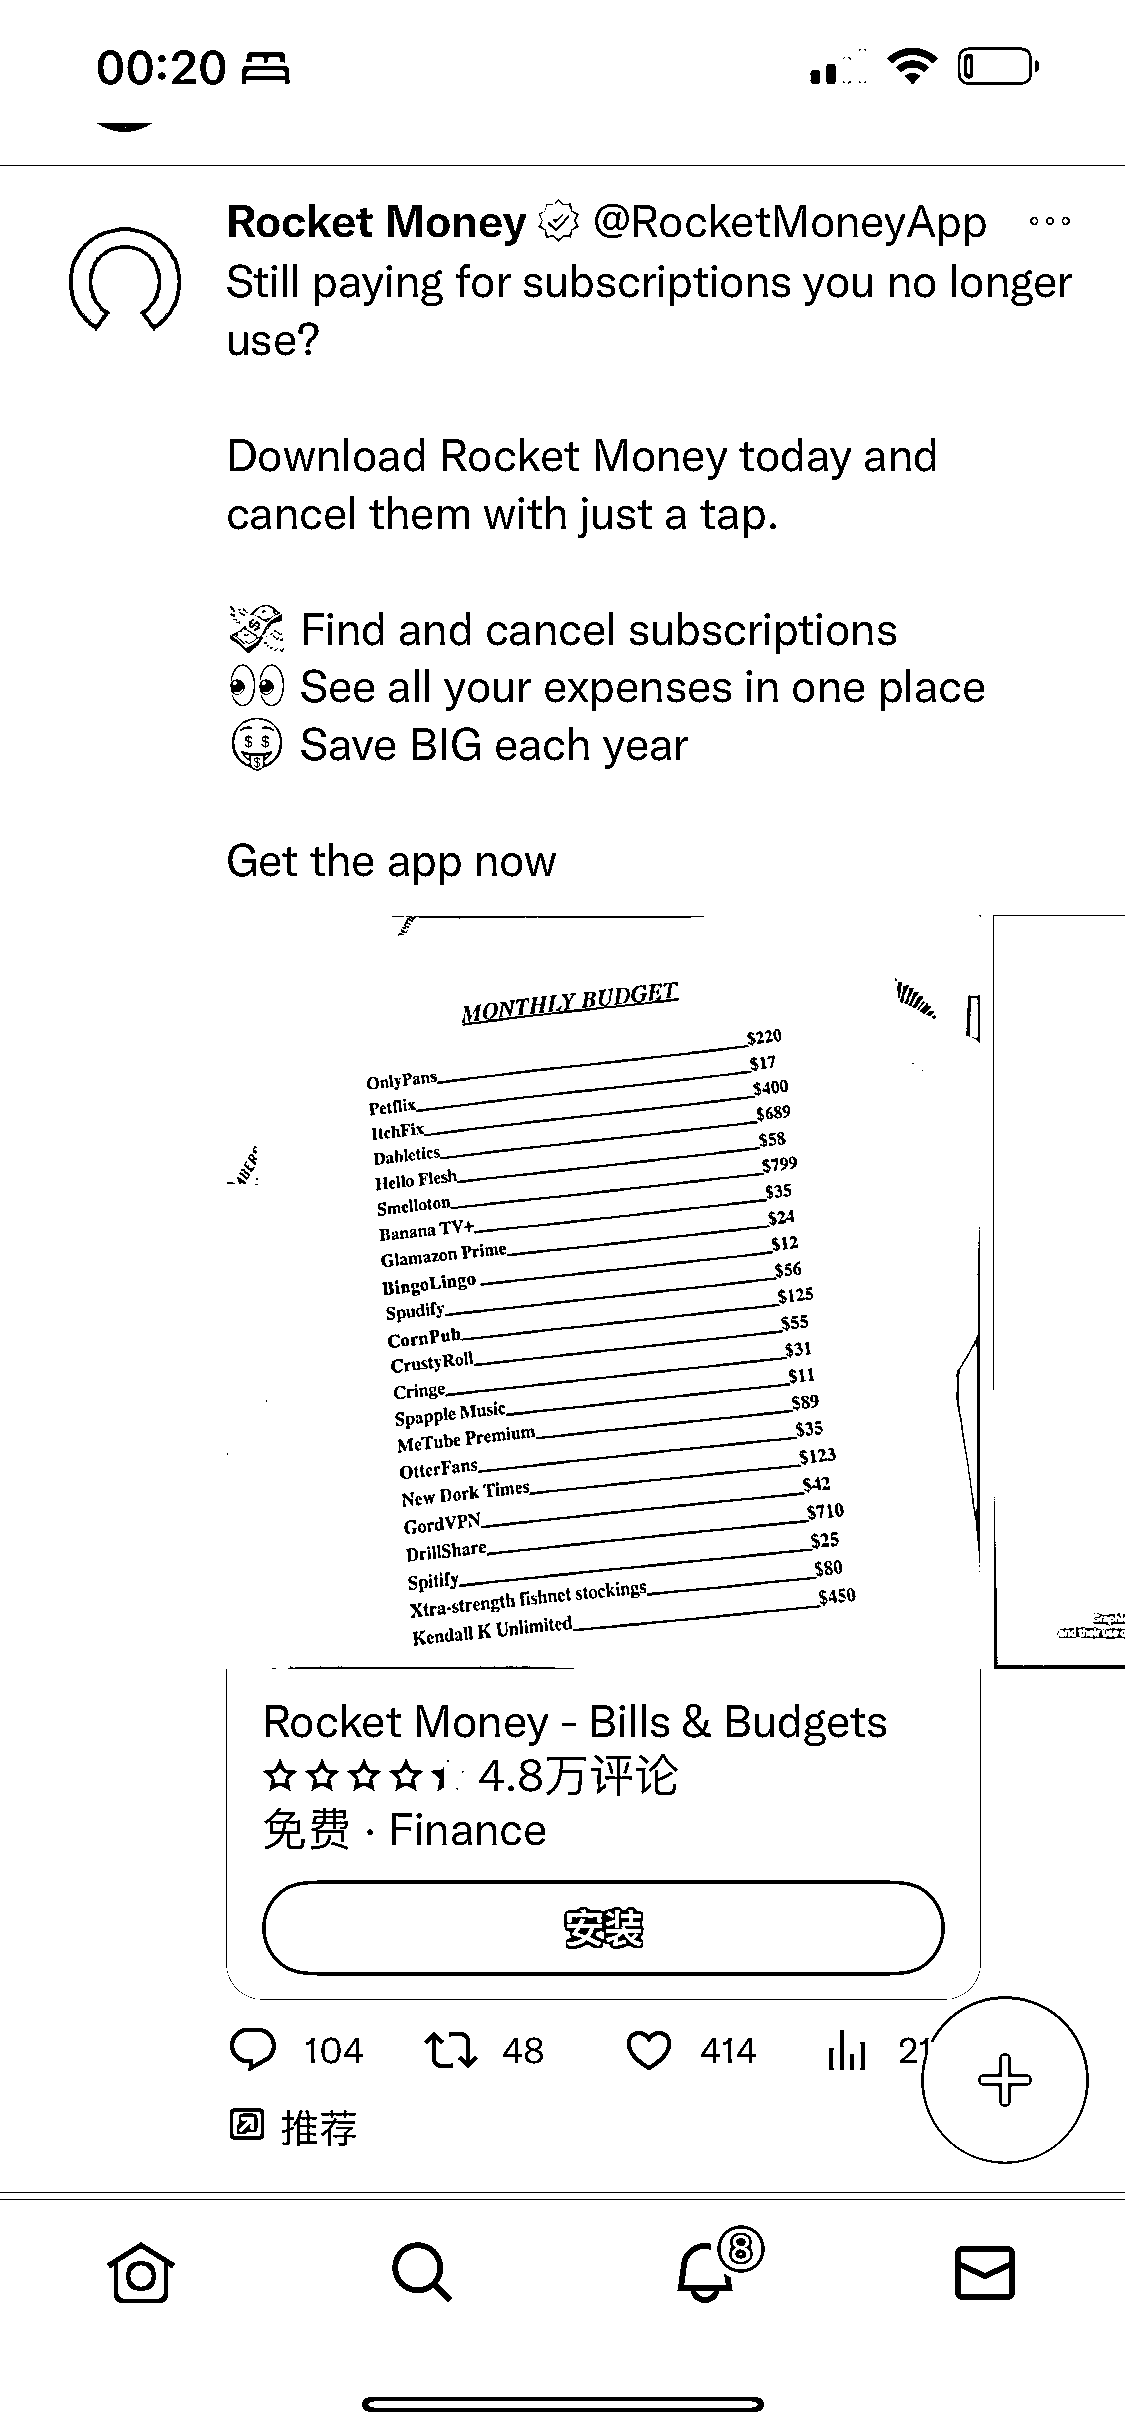 00:20
Rocket Money @RocketMoneyApp
Still paying for subscriptions you no longer
use?
Download Rocket Money today and
cancel them with just a tap.
💸 Find and cancel subscriptions
👀 See all your expenses in one place
🤑 Save BIG each year
Get the app now
MONTHLY BUDGET
OnlyPans $220
Petflix $17
ItchFix $400
Dabletics $689
Hello Flesh $58
Smelloton $799
Banana TV+ $35
Glamazon Prime $24
BingoLingo $12
Spudify $56
CornPub $125
CrustyRoll $55
Cringe $31
Spapple Music $11
MeTube Premium $89
OtterFans $35
New Dork Times $123
GordVPN $42
DrillShare $710
Spitify $25
Xtra-strength fishnet stockings $80
Kendall K Unlimited $450
Rocket Money - Bills & Budgets
4.8万评论
免费 · Finance
安装
104 48 414 21
推荐
8